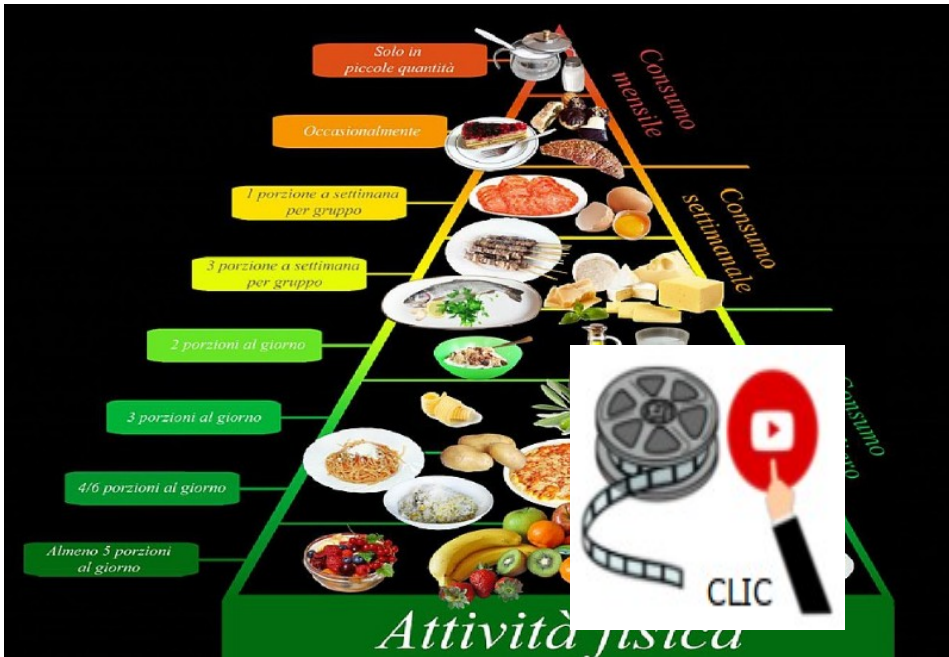 Solo in
piccole quantità
Consumo
mensile
Occasionalmente
1 porzione a settimana
per gruppo
Consumo
settimanale
3 porzione a settimana
per gruppo
2 porzioni al giorno
3 porzioni al giorno
Consumo
4/6 porzioni al giorno
Almeno 5 porzioni
al giorno
CLIC
Attività fisica